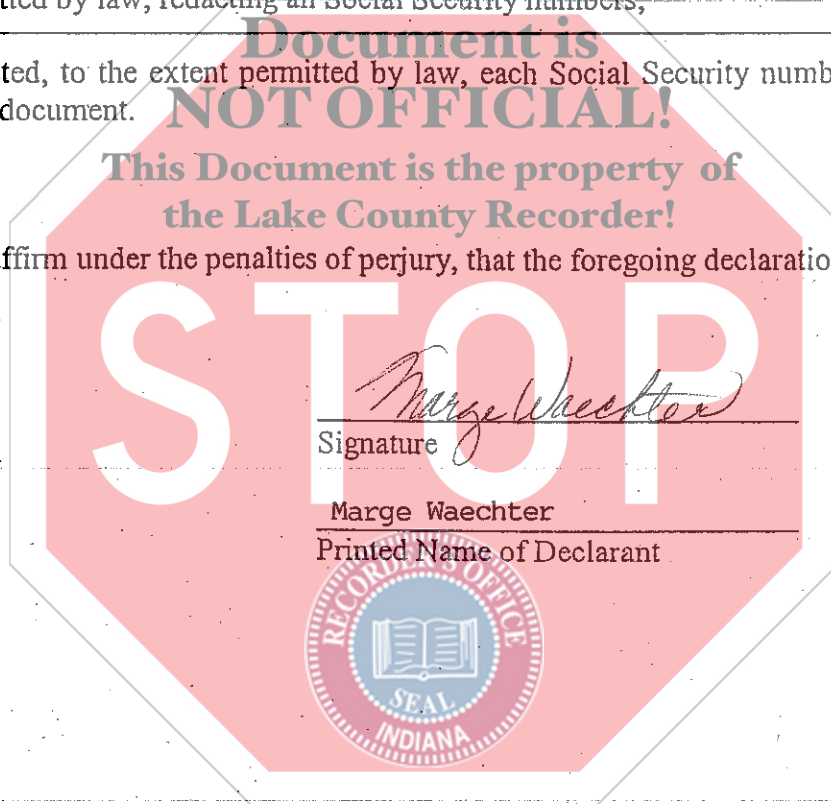 tted by law, redacting all Social Security numbers;
Document is
ted, to the extent permitted by law, each Social Security numb
document.
NOT OFFICIAL!
This Document is the property of
the Lake County Recorder!
ffirm under the penalties of perjury, that the foregoing declaratio
STOP
Marge Waechter
Signature
Marge Waechter
Printed Name of Declarant
RECORDER'S OFFICE
SEAL
INDIANA